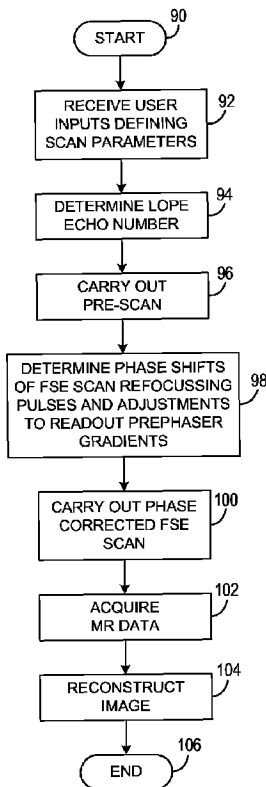 90
START
92
RECEIVE USER
INPUTS DEFINING
SCAN PARAMETERS
94
DETERMINE LOPE
ECHO NUMBER
96
CARRY OUT
PRE-SCAN
DETERMINE PHASE SHIFTS
OF FSE SCAN REFOCUSSING
PULSES AND ADJUSTMENTS
TO READOUT PREPHASER
GRADIENTS
98
100
CARRY OUT PHASE
CORRECTED FSE
SCAN
102
ACQUIRE
MR DATA
104
RECONSTRUCT
IMAGE
106
END